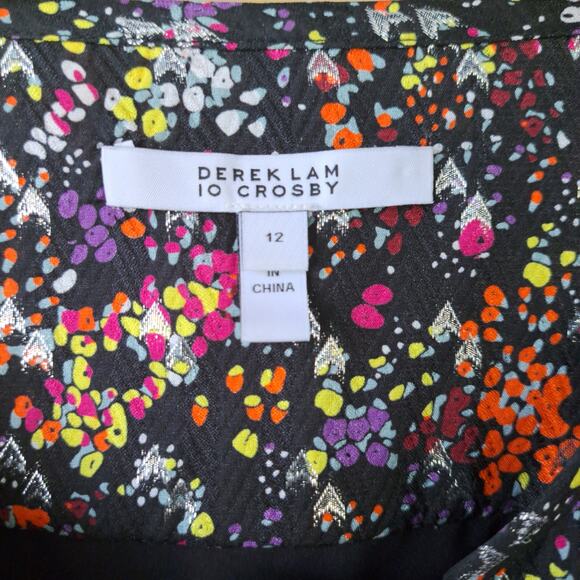 DEREK LAM
10 CROSBY
12
IN
CHINA